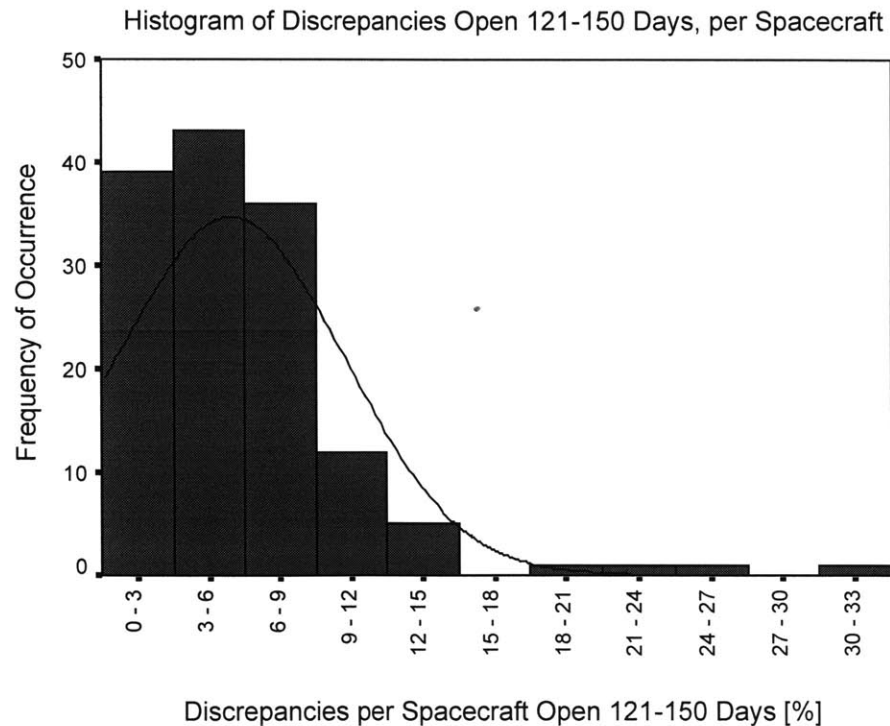 Histogram of Discrepancies Open 121-150 Days, per Spacecraft
50
40
30
20
10
0
Frequency of Occurrence
0 - 3
3 - 6
6 - 9
9 - 12
12 - 15
15 - 18
18 - 21
21 - 24
24 - 27
27 - 30
30 - 33
Discrepancies per Spacecraft Open 121-150 Days [%]